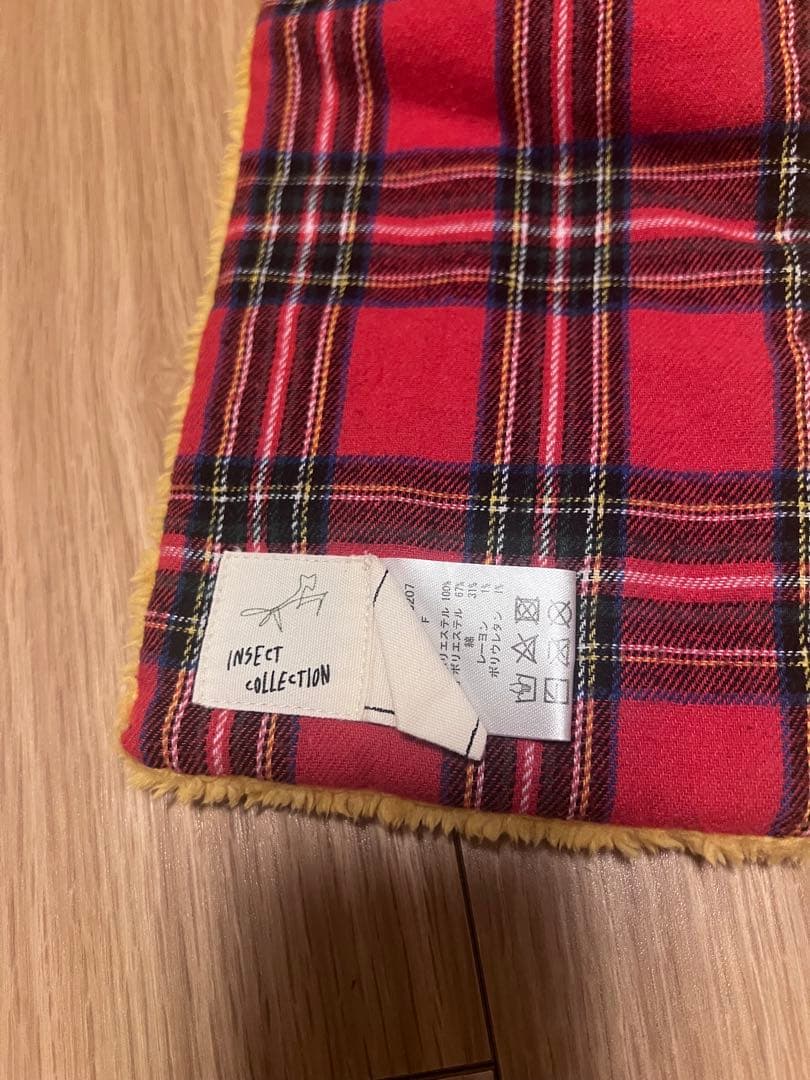 INSECT
COLLECTION
207
F
リエステル 100%
ポリエステル 67%
綿 31%
レーヨン 1%
ポリウレタン 1%